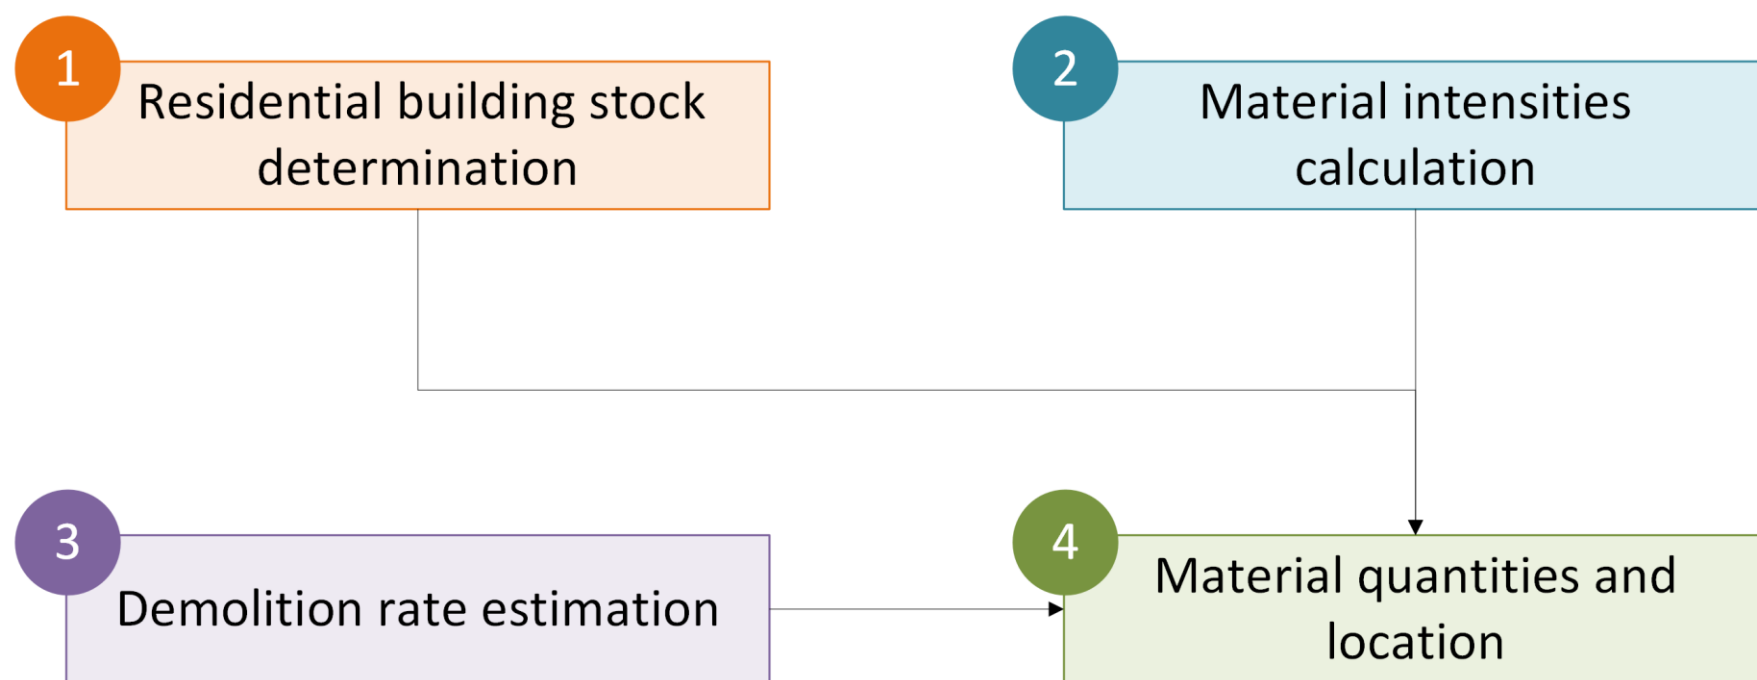 1
Residential building stock
determination
2
Material intensities
calculation
3
Demolition rate estimation
4
Material quantities and
location